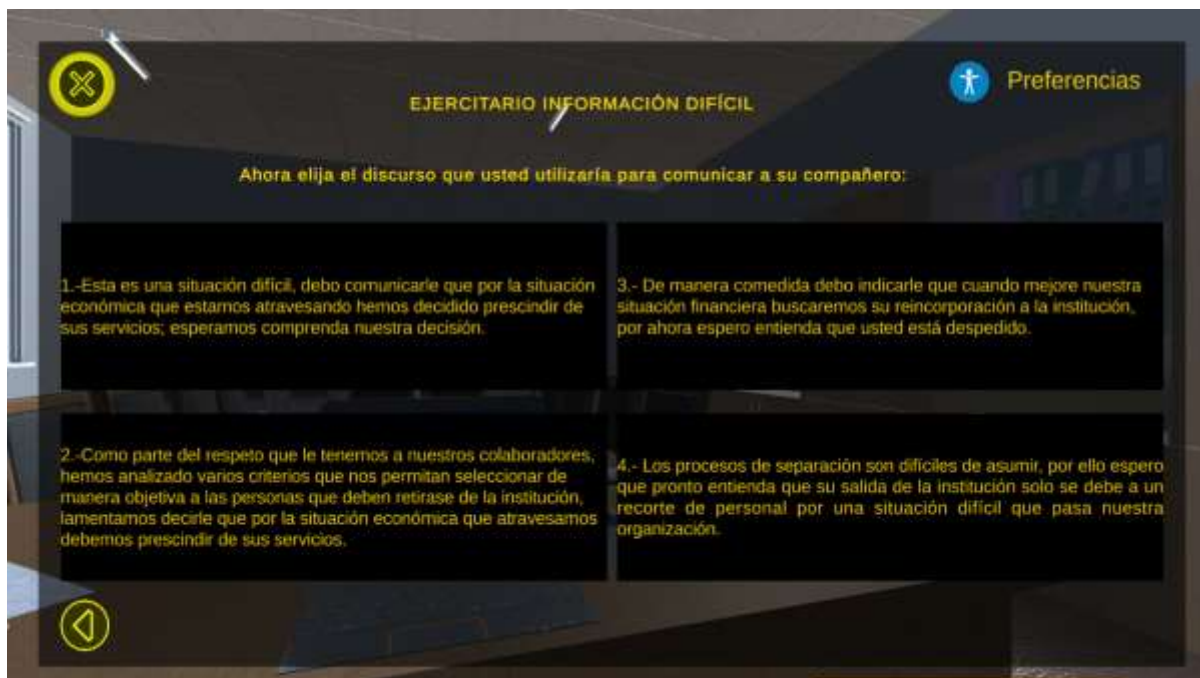 Preferencias
EJERCITARIO INFORMACIÓN DIFÍCIL
Ahora elija el discurso que usted utilizaría para comunicar a su compañero:
1.-Esta es una situación difícil, debo comunicarle que por la situación
económica que estamos atravesando hemos decidido prescindir de
sus servicios; esperamos comprenda nuestra decisión.
2.-Como parte del respeto que le tenemos a nuestros colaboradores,
hemos analizado varios criterios que nos permitan seleccionar de
manera objetiva a las personas que deben retirase de la institución,
lamentamos decirle que por la situación económica que atravesamos
debemos prescindir de sus servicios.
3.- De manera comedida debo indicarle que cuando mejore nuestra
situación financiera buscaremos su reincorporación a la institución,
por ahora espero entienda que usted está despedido.
4.- Los procesos de separación son difíciles de asumir, por ello espero
que pronto entienda que su salida de la institución solo se debe a un
recorte de personal por una situación difícil que pasa nuestra
organización.